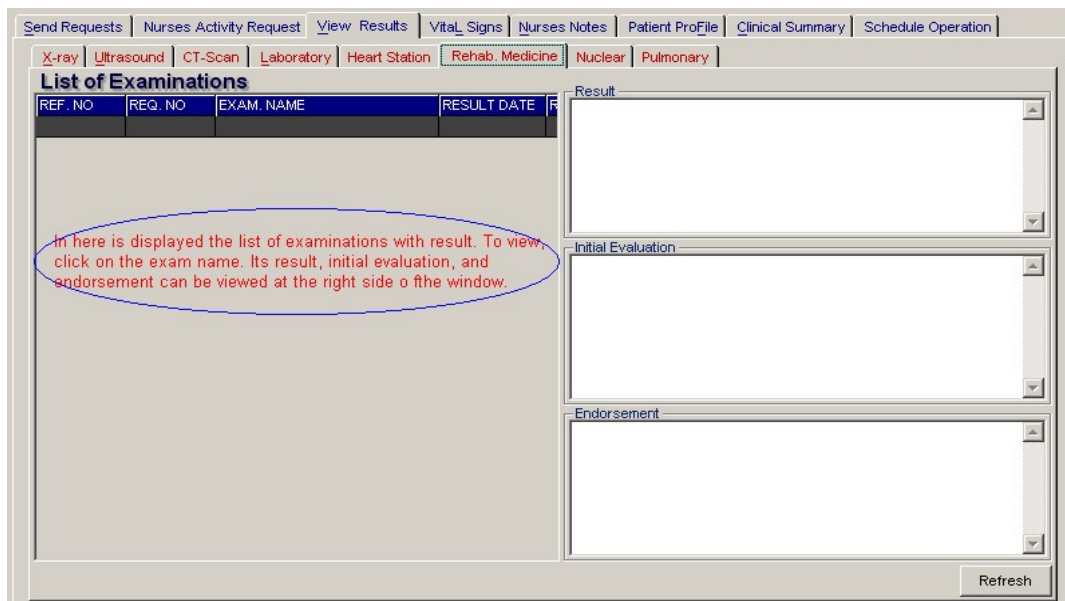 Send Requests Nurses Activity Request View Results VitaL Signs Nurses Notes Patient ProFile Clinical Summary Schedule Operation
X-ray Ultrasound CT-Scan Laboratory Heart Station Rehab. Medicine Nuclear Pulmonary
List of Examinations
REF. NO REQ. NO EXAM. NAME RESULT DATE R
Result
In here is displayed the list of examinations with result. To view,
click on the exam name. Its result, initial evaluation, and
endorsement can be viewed at the right side o fthe window.
Initial Evaluation
Endorsement
Refresh